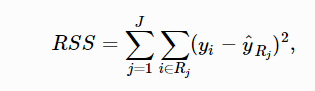 RSS = \sum_{j=1}^{J} \sum_{i \in R_j} (y_i - \hat{y}_{R_j})^2,